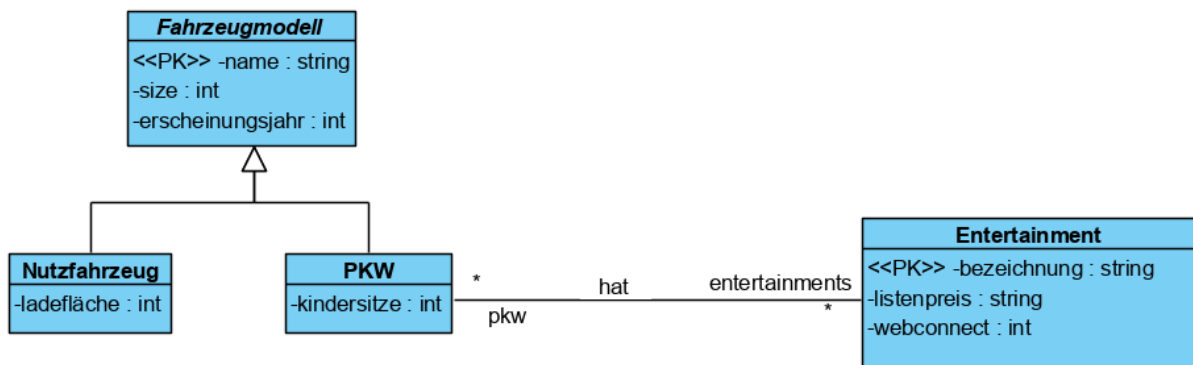 Fahrzeugmodell
<<PK>> -name : string
-size : int
-erscheinungsjahr : int
Nutzfahrzeug
-ladefläche : int
PKW
-kindersitze : int
*
pkw
hat
entertainments
*
Entertainment
<<PK>> -bezeichnung : string
-listenpreis : string
-webconnect : int